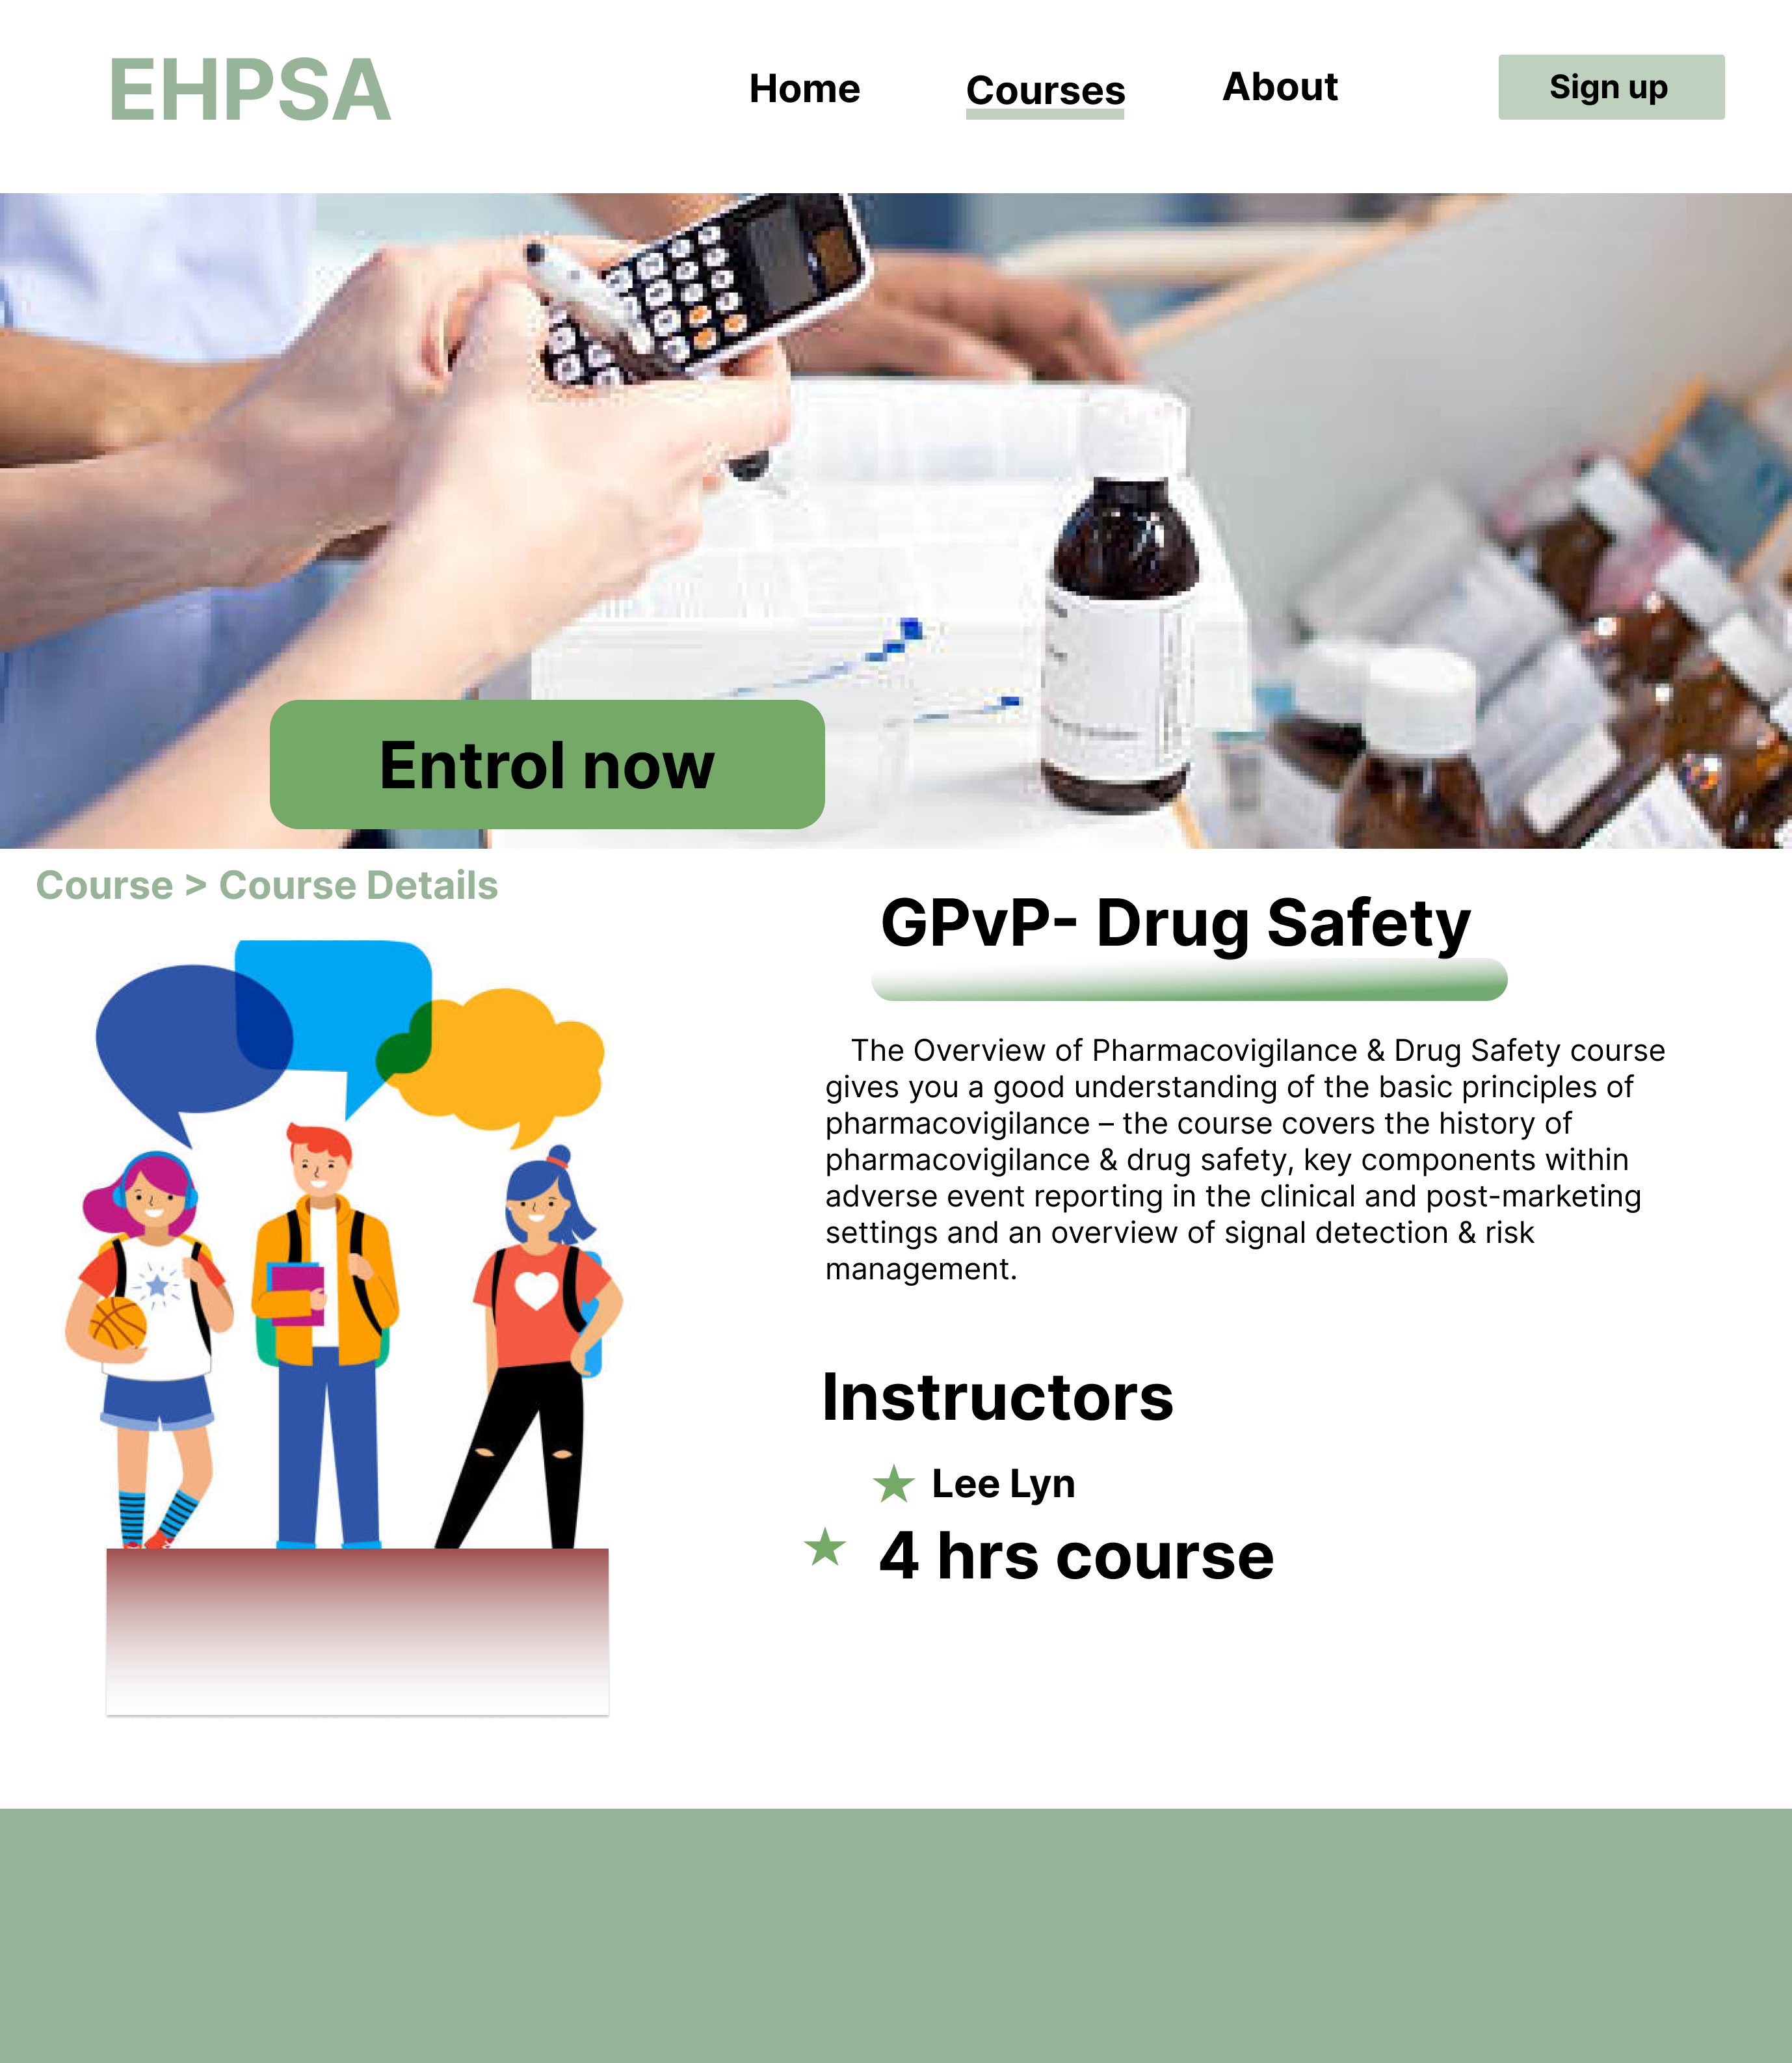 EHPSA
Home
Courses
About
Sign up
Entrol now
Course > Course Details
GPvP- Drug Safety
The Overview of Pharmacovigilance & Drug Safety course
gives you a good understanding of the basic principles of
pharmacovigilance – the course covers the history of
pharmacovigilance & drug safety, key components within
adverse event reporting in the clinical and post-marketing
settings and an overview of signal detection & risk
management.
Instructors
Lee Lyn
4 hrs course